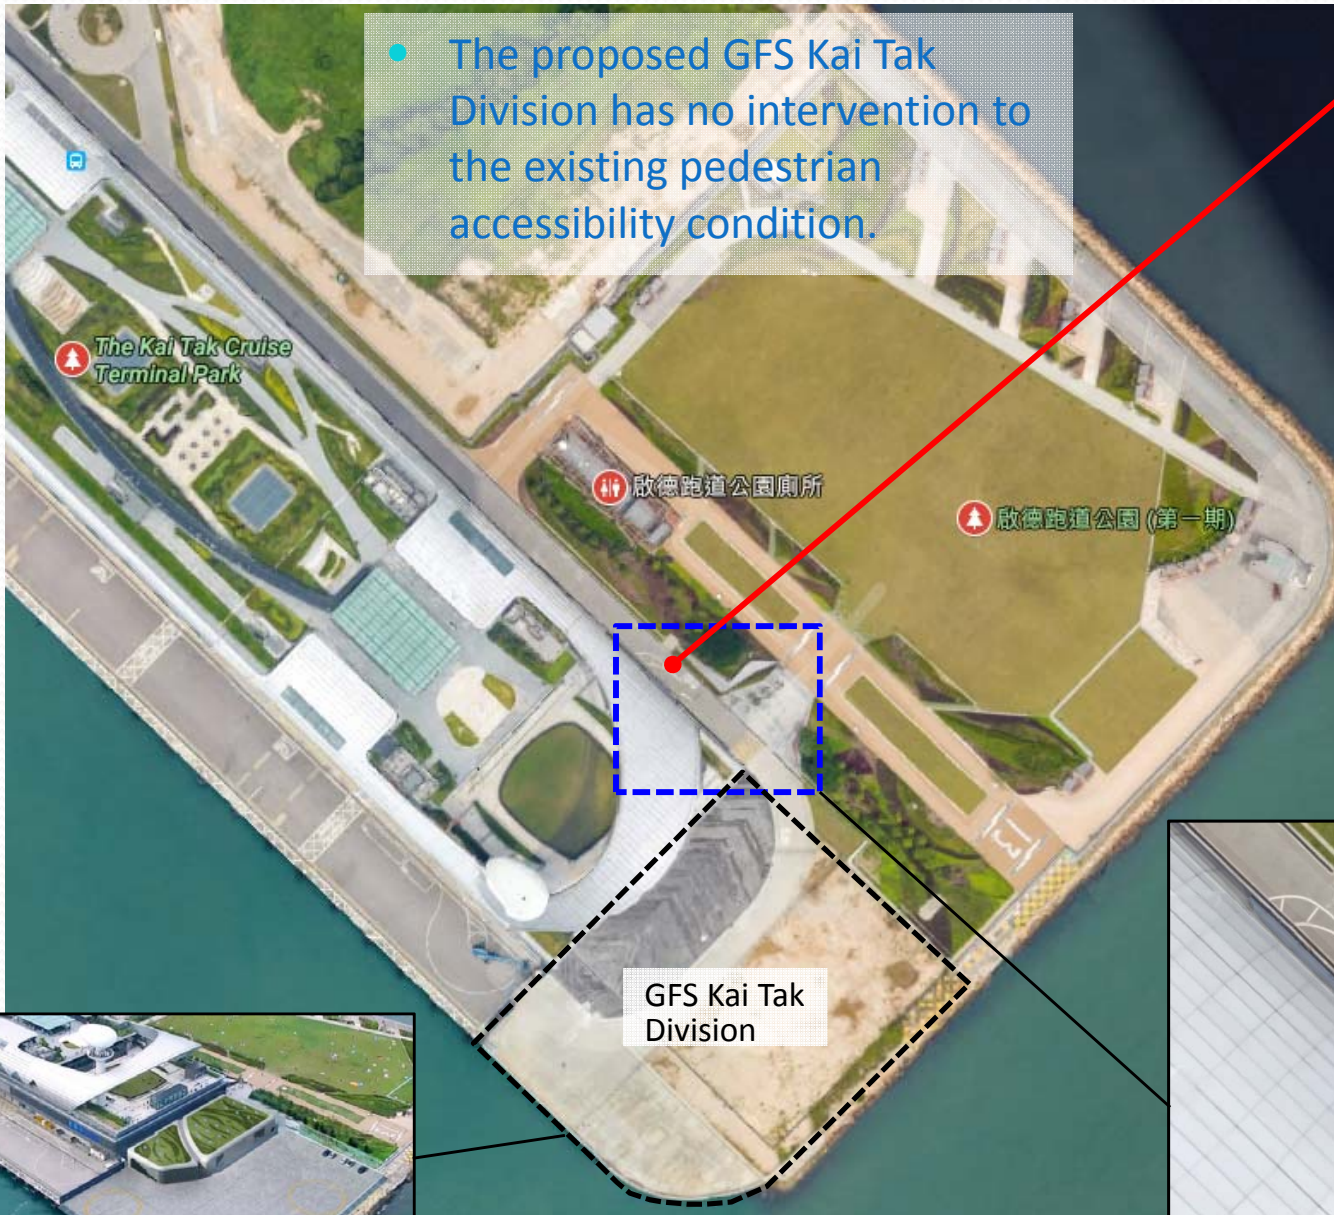 The proposed GFS Kai Tak
Division has no intervention to
the existing pedestrian
accessibility condition.
The Kai Tak Cruise
Terminal Park
啟德跑道公園廁所
啟德跑道公園 (第一期)
13
GFS Kai Tak
Division